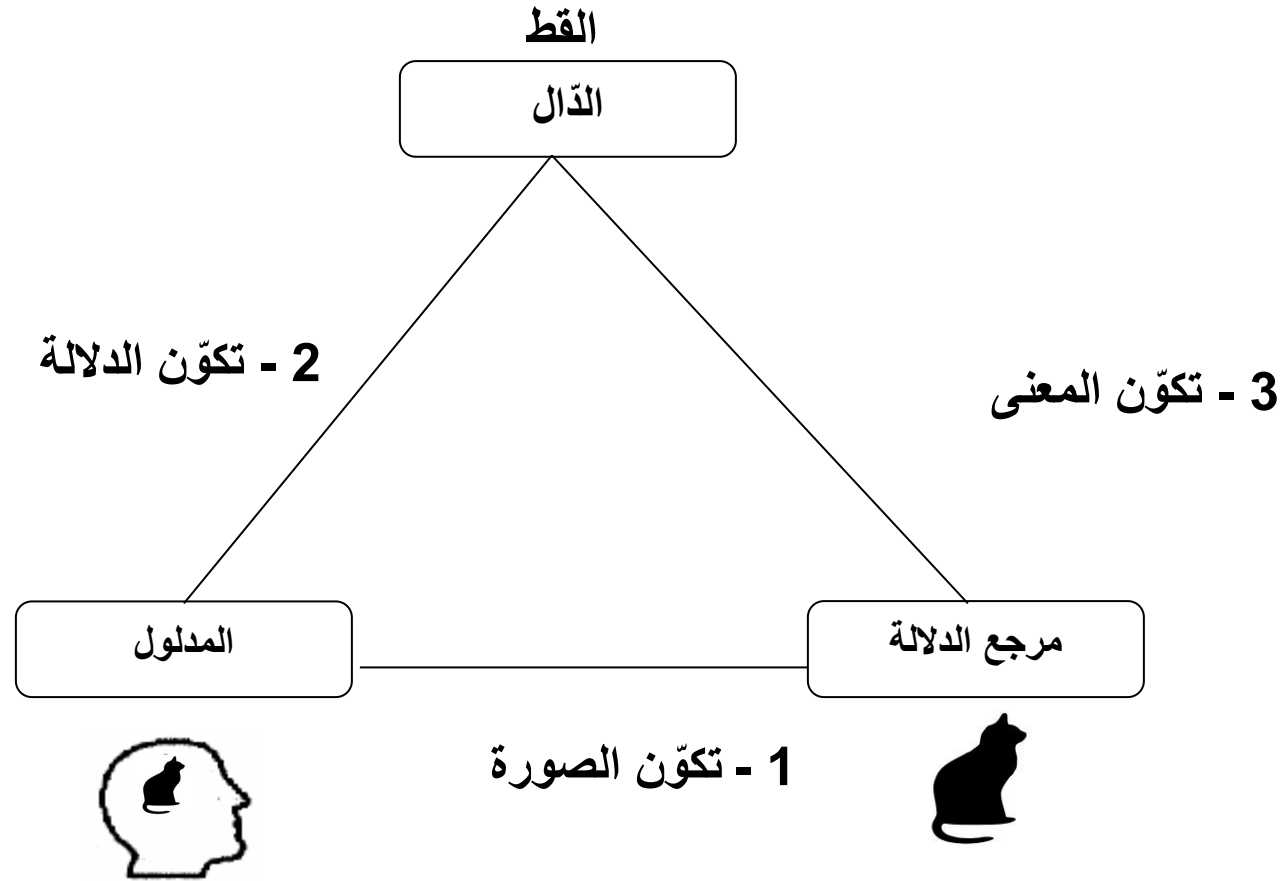 القط
الدّال
2 - تكوّن الدلالة
3 - تكوّن المعنى
المدلول
مرجع الدلالة
1 - تكوّن الصورة